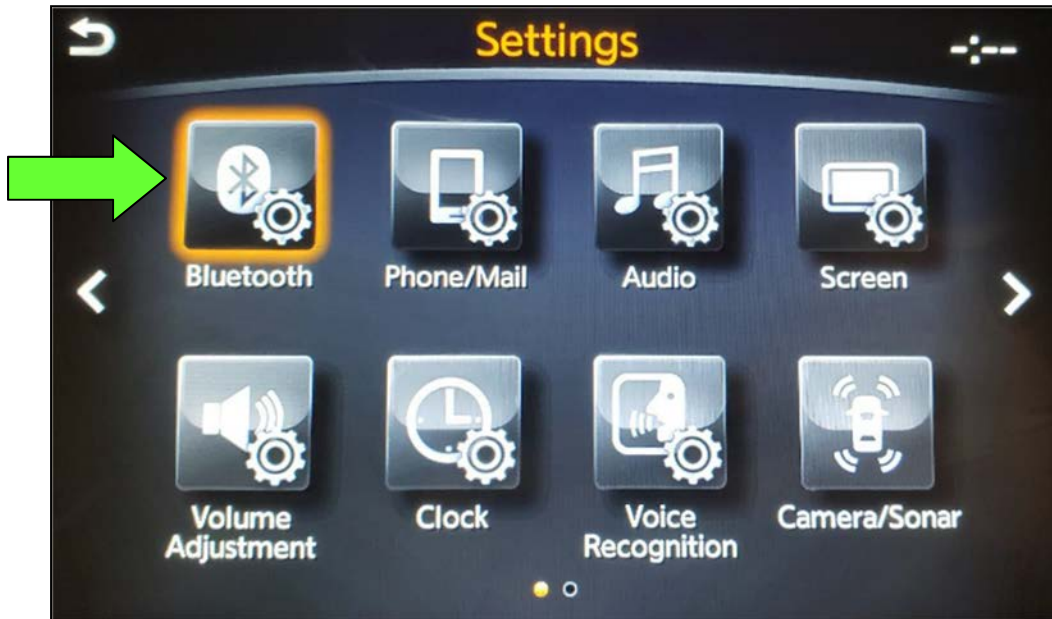 Settings
-:--
Bluetooth
Phone/Mail
Audio
Screen
Volume
Adjustment
Clock
Voice
Recognition
Camera/Sonar